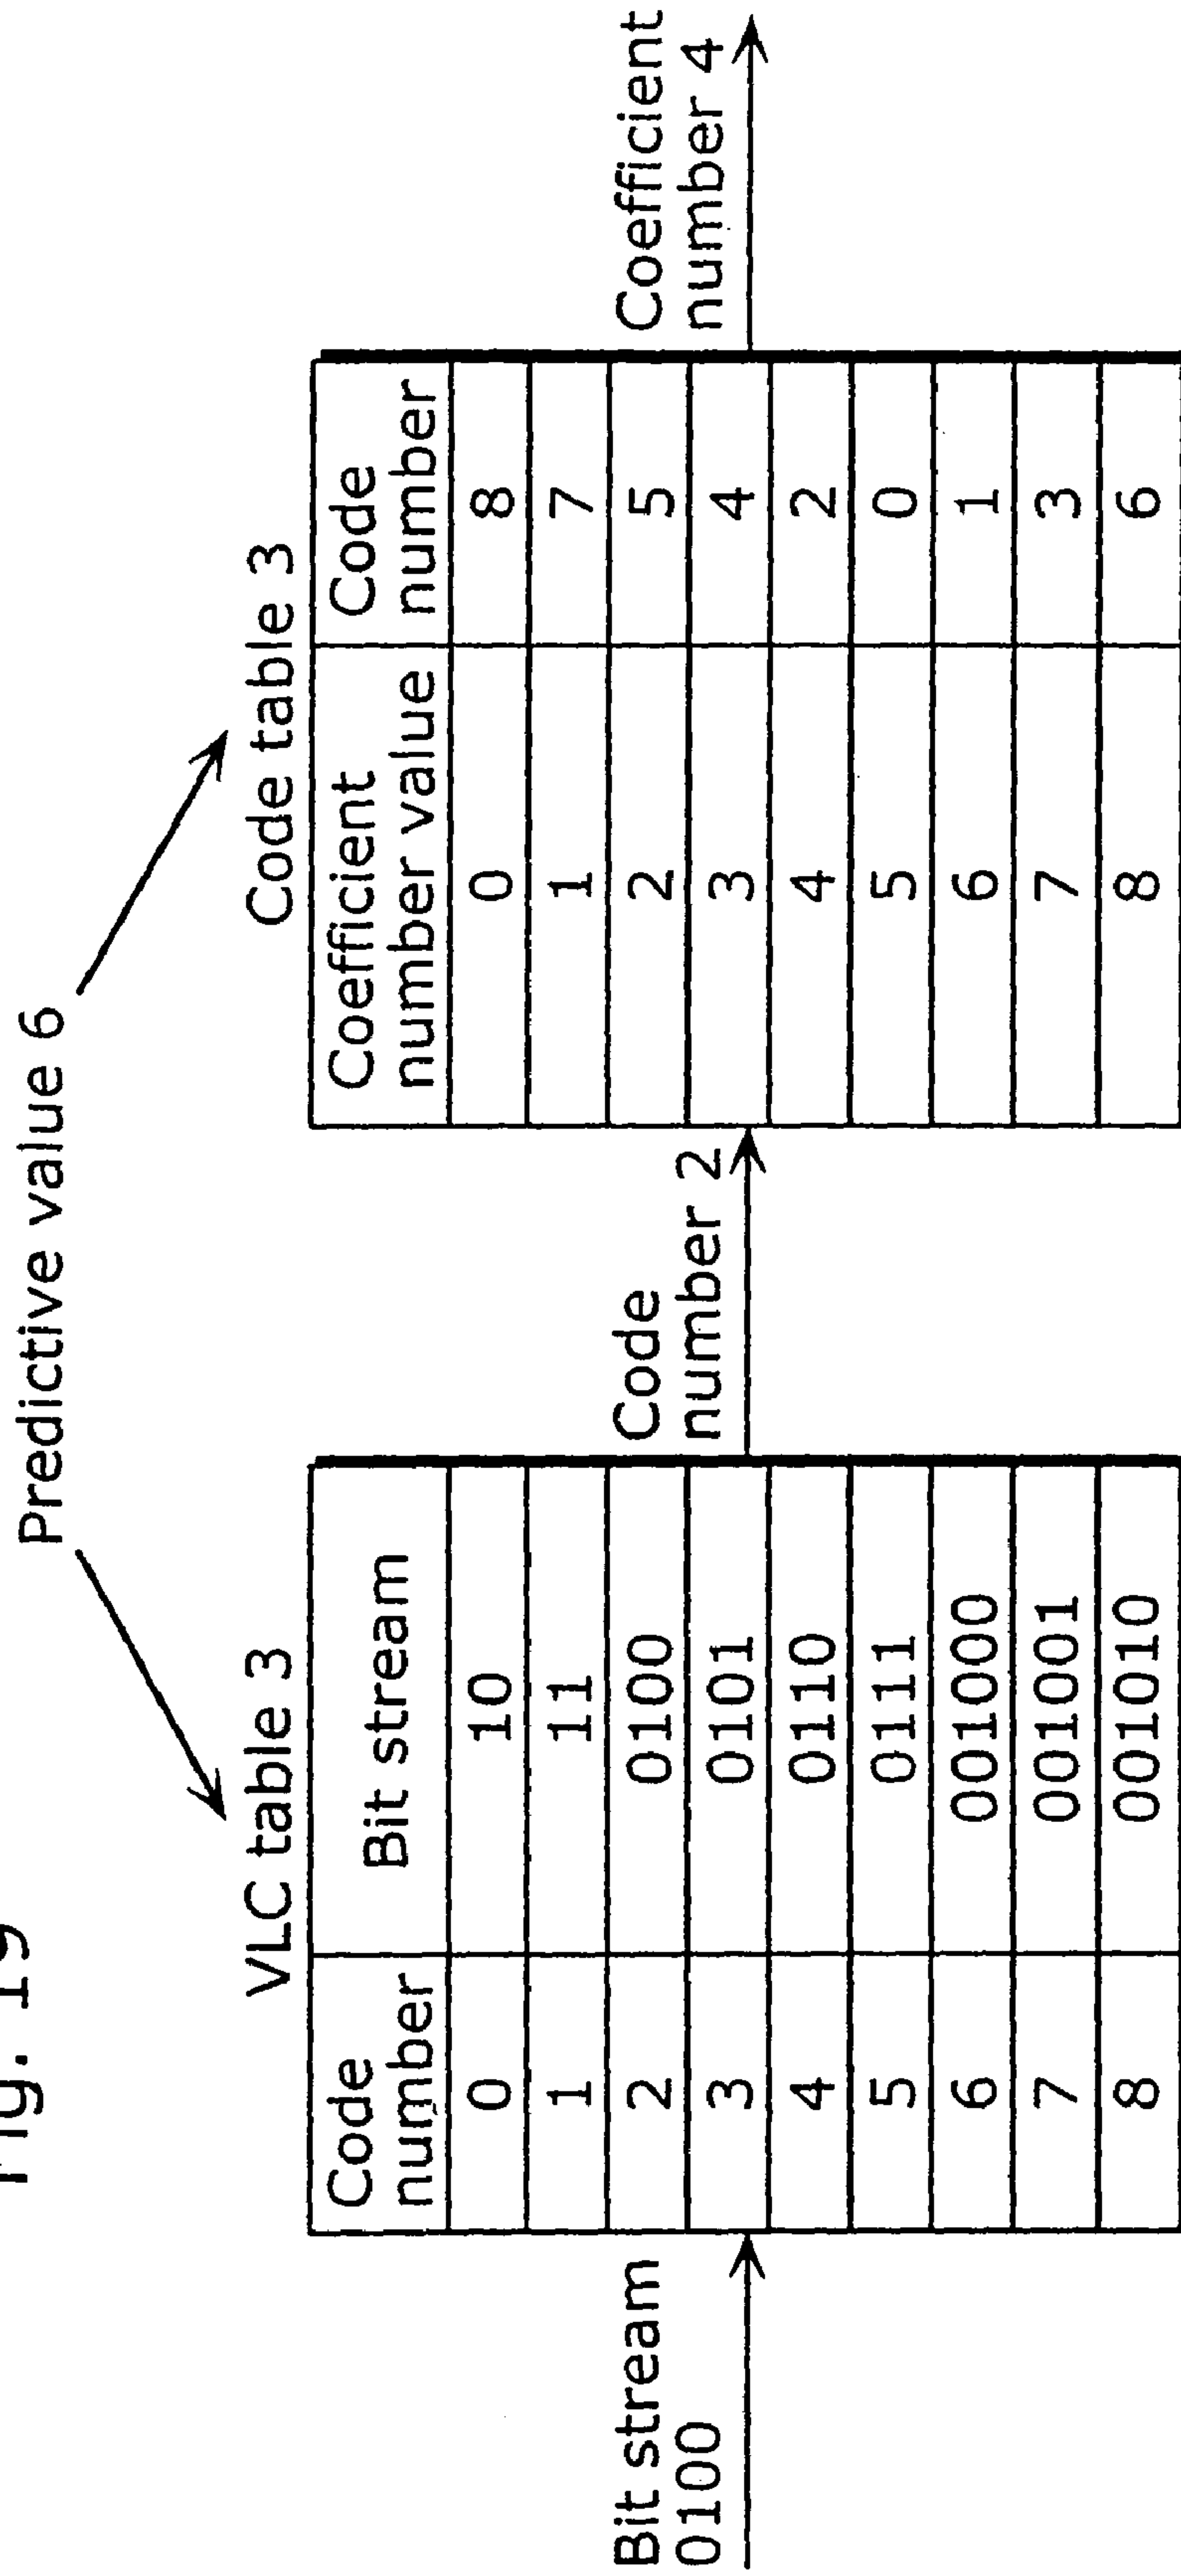 Fig. 19
Predictive value 6
VLC table 3
Code number Bit stream
0 10
1 11
2 0100
3 0101
4 0110
5 0111
6 001000
7 001001
8 001010
Code table 3
Coefficient number value Code number
0 8
1 7
2 5
3 4
4 2
5 0
6 1
7 3
8 6
Bit stream
0100
Code
number 2
Coefficient
number 4